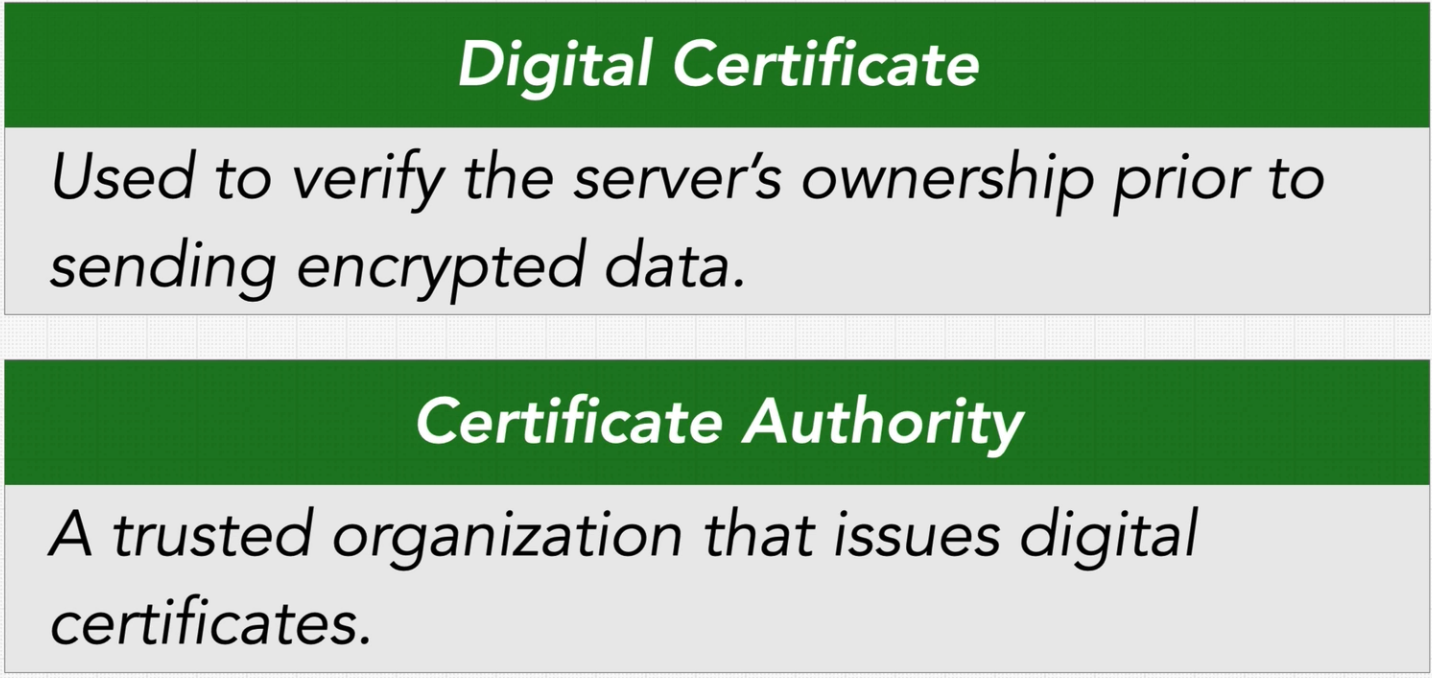 Digital Certificate
Used to verify the server’s ownership prior to
sending encrypted data.
Certificate Authority
A trusted organization that issues digital
certificates.